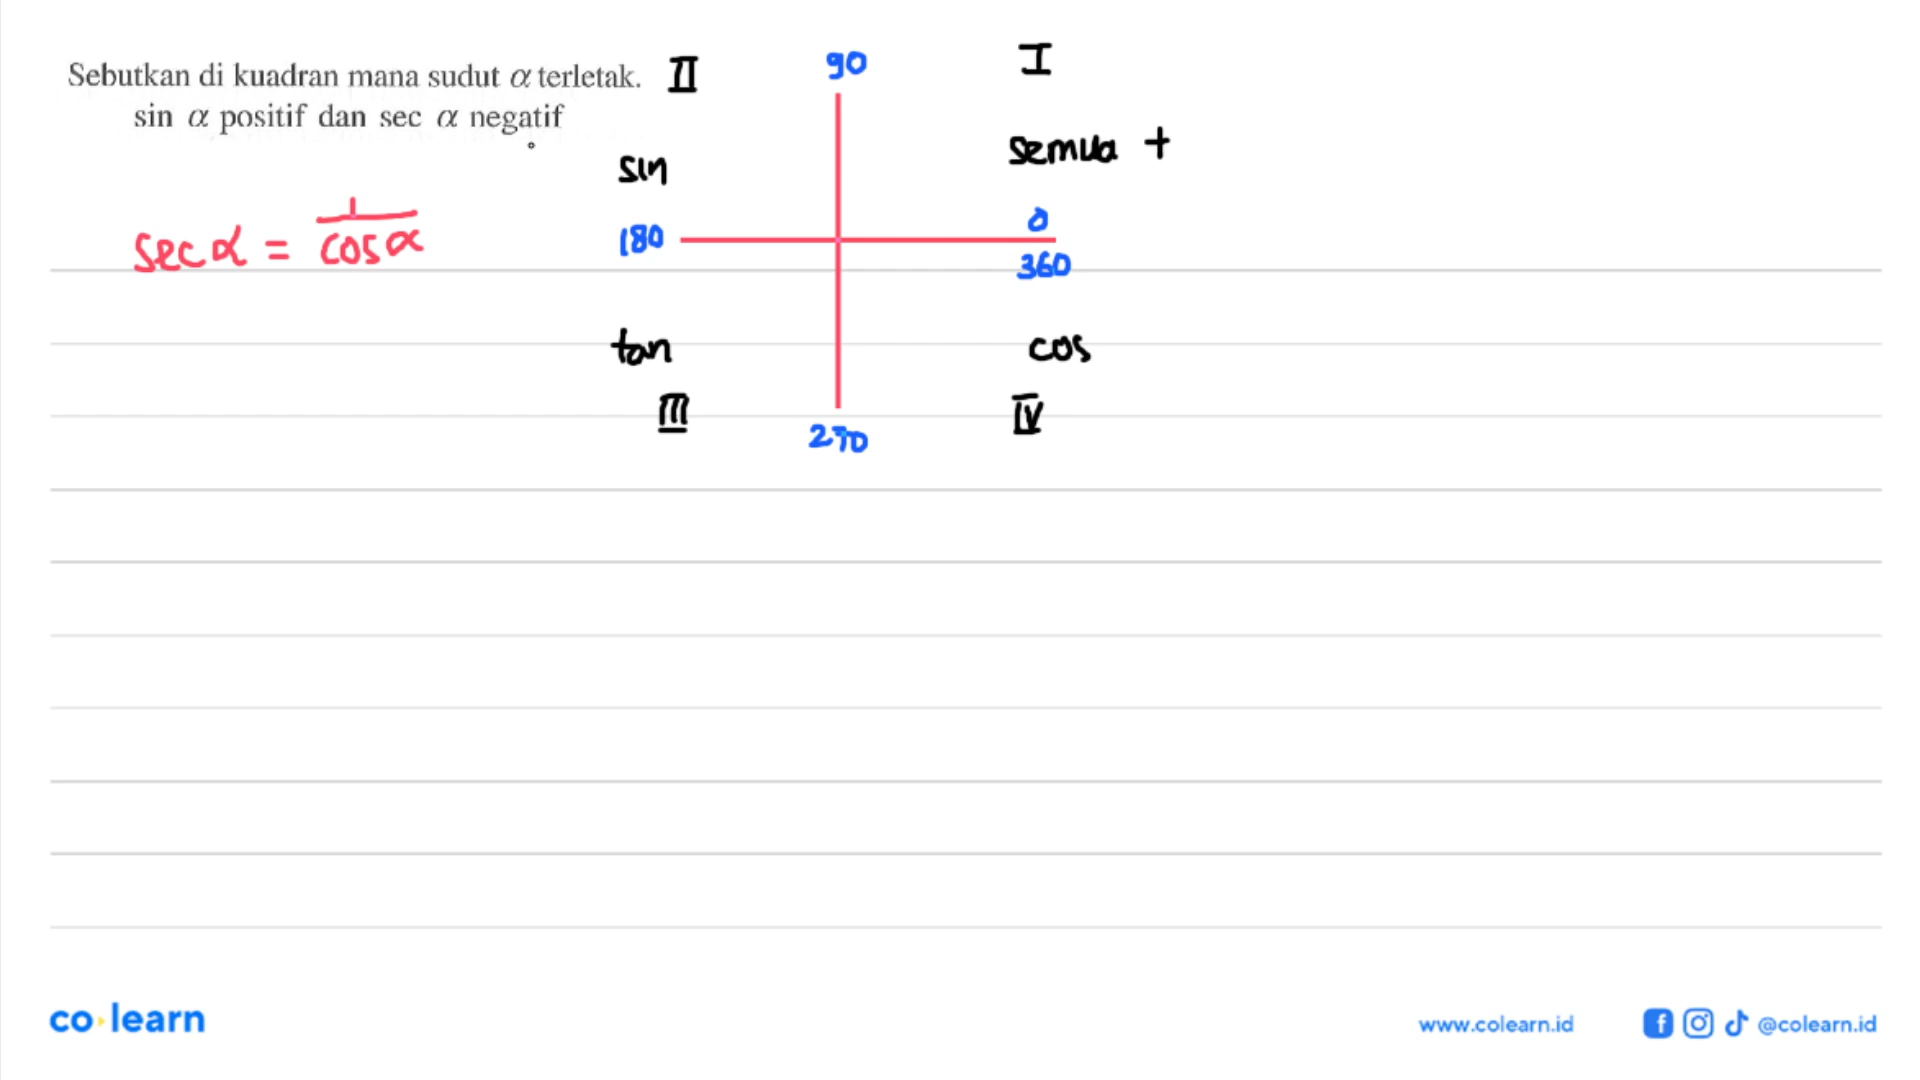 Sebutkan di kuadran mana sudut α terletak.
sin α positif dan sec α negatif
sec α = 1/cos α
II
90
I
sin
semua +
180
0
360
tan
cos
III
270
IV
co learn
www.colearn.id
@colearn.id